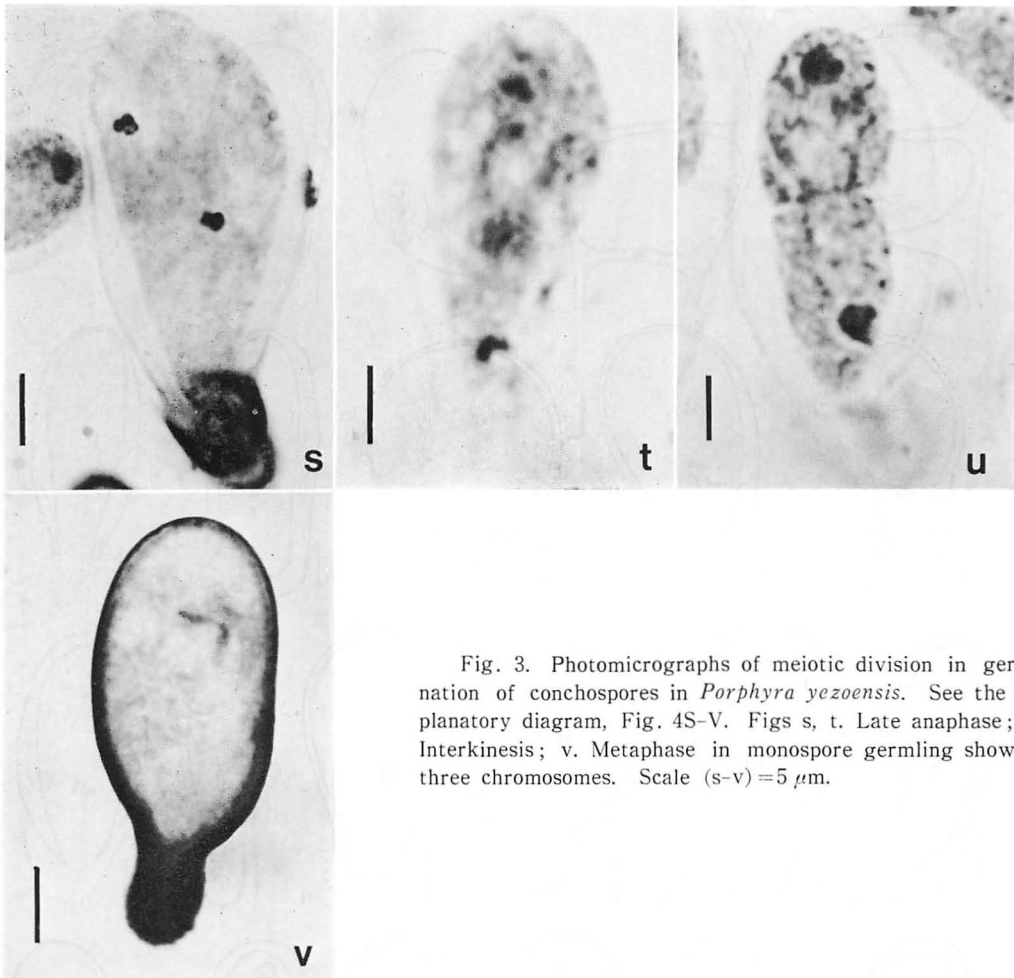 s
t
u
v
Fig. 3. Photomicrographs of meiotic division in ger
nation of conchospores in Porphyra yezoensis. See the
planatory diagram, Fig. 4S-V. Figs s, t. Late anaphase;
Interkinesis; v. Metaphase in monospore germling show
three chromosomes. Scale (s-v)=5 μm.